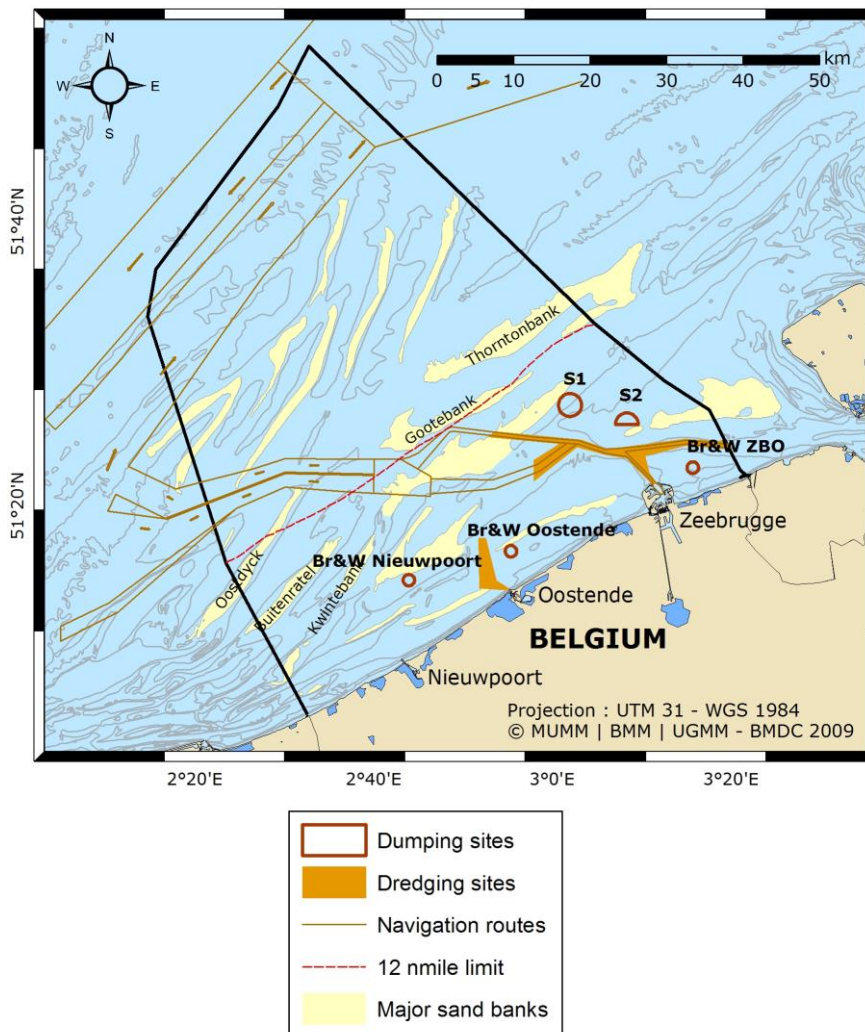 N
W E
S
km
0 5 10 20 30 40 50
51°40'N
51°20'N
Thorntonbank
S1
S2
Gootebank
Br&W ZBO
Zeebrugge
Br&W Oostende
Br&W Nieuwpoort
Oostdyck
Buitenratel
Kwintebank
Oostende
BELGIUM
Nieuwpoort
Projection : UTM 31 - WGS 1984
© MUMM | BMM | UGMM - BMDC 2009
2°20'E 2°40'E 3°0'E 3°20'E
Dumping sites
Dredging sites
Navigation routes
12 nmile limit
Major sand banks